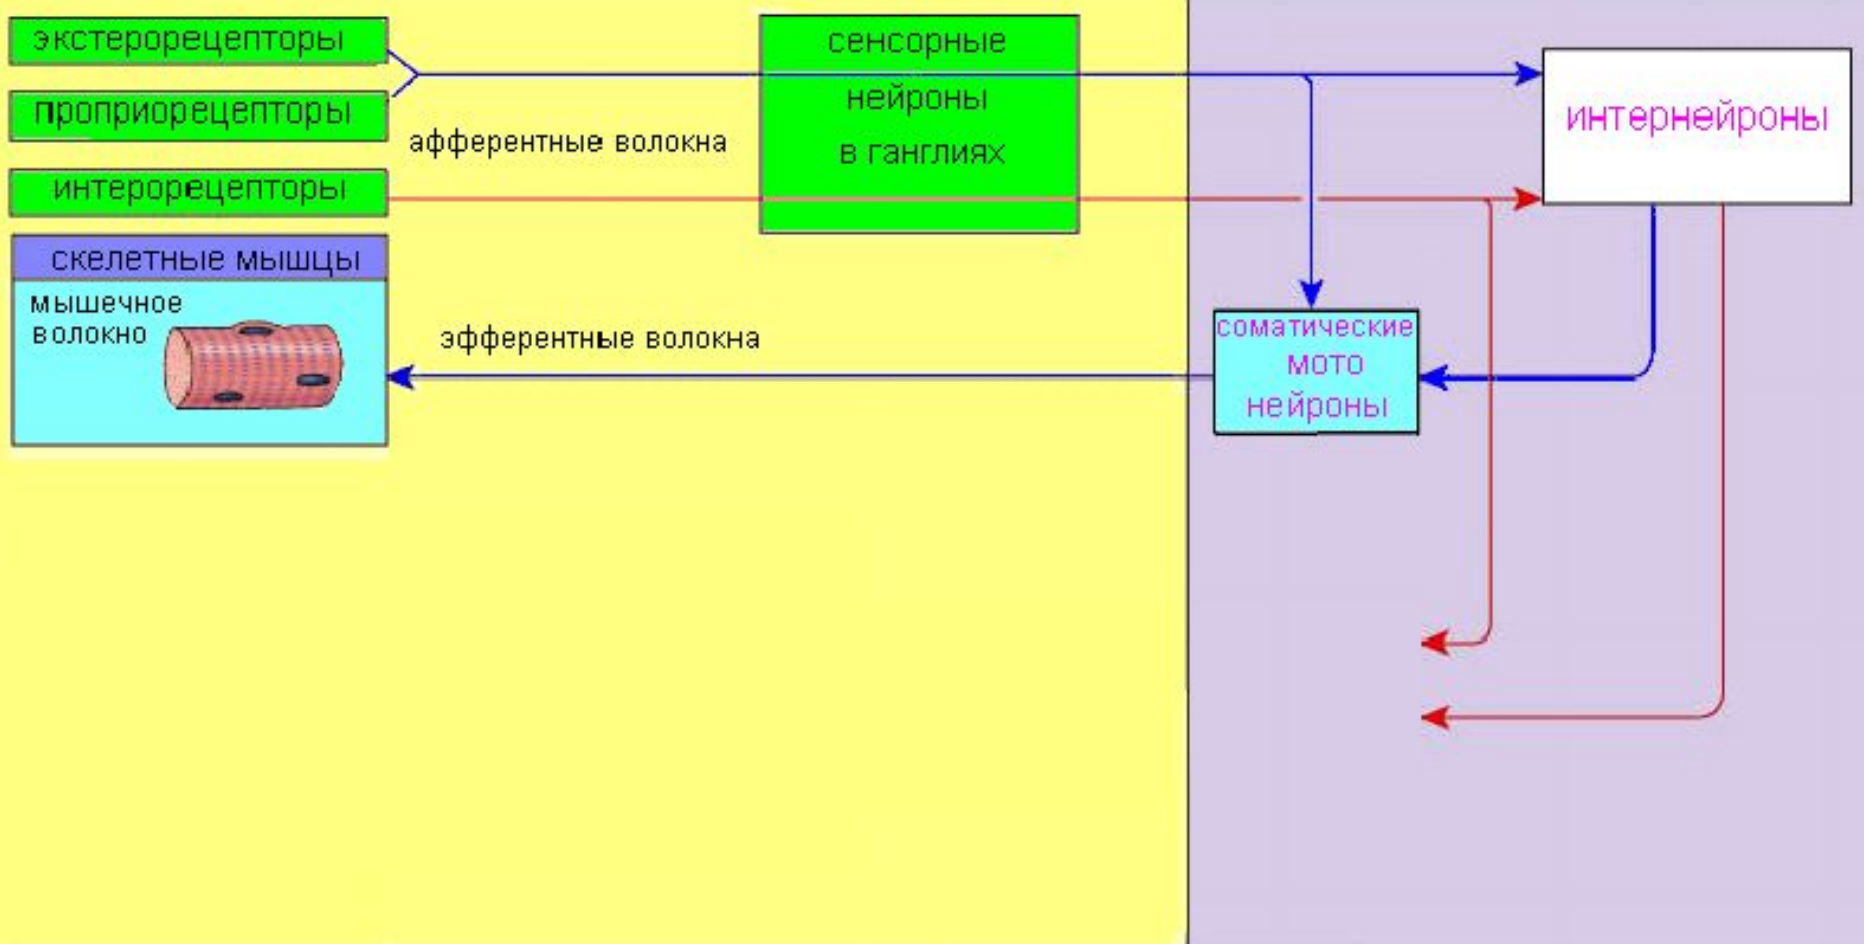 экстерорецепторы
проприорецепторы
афферентные волокна
интерорецепторы
сенсорные
нейроны
в ганглиях
интернейроны
скелетные мышцы
мышечное
волокно
эфферентные волокна
соматические
мото
нейроны